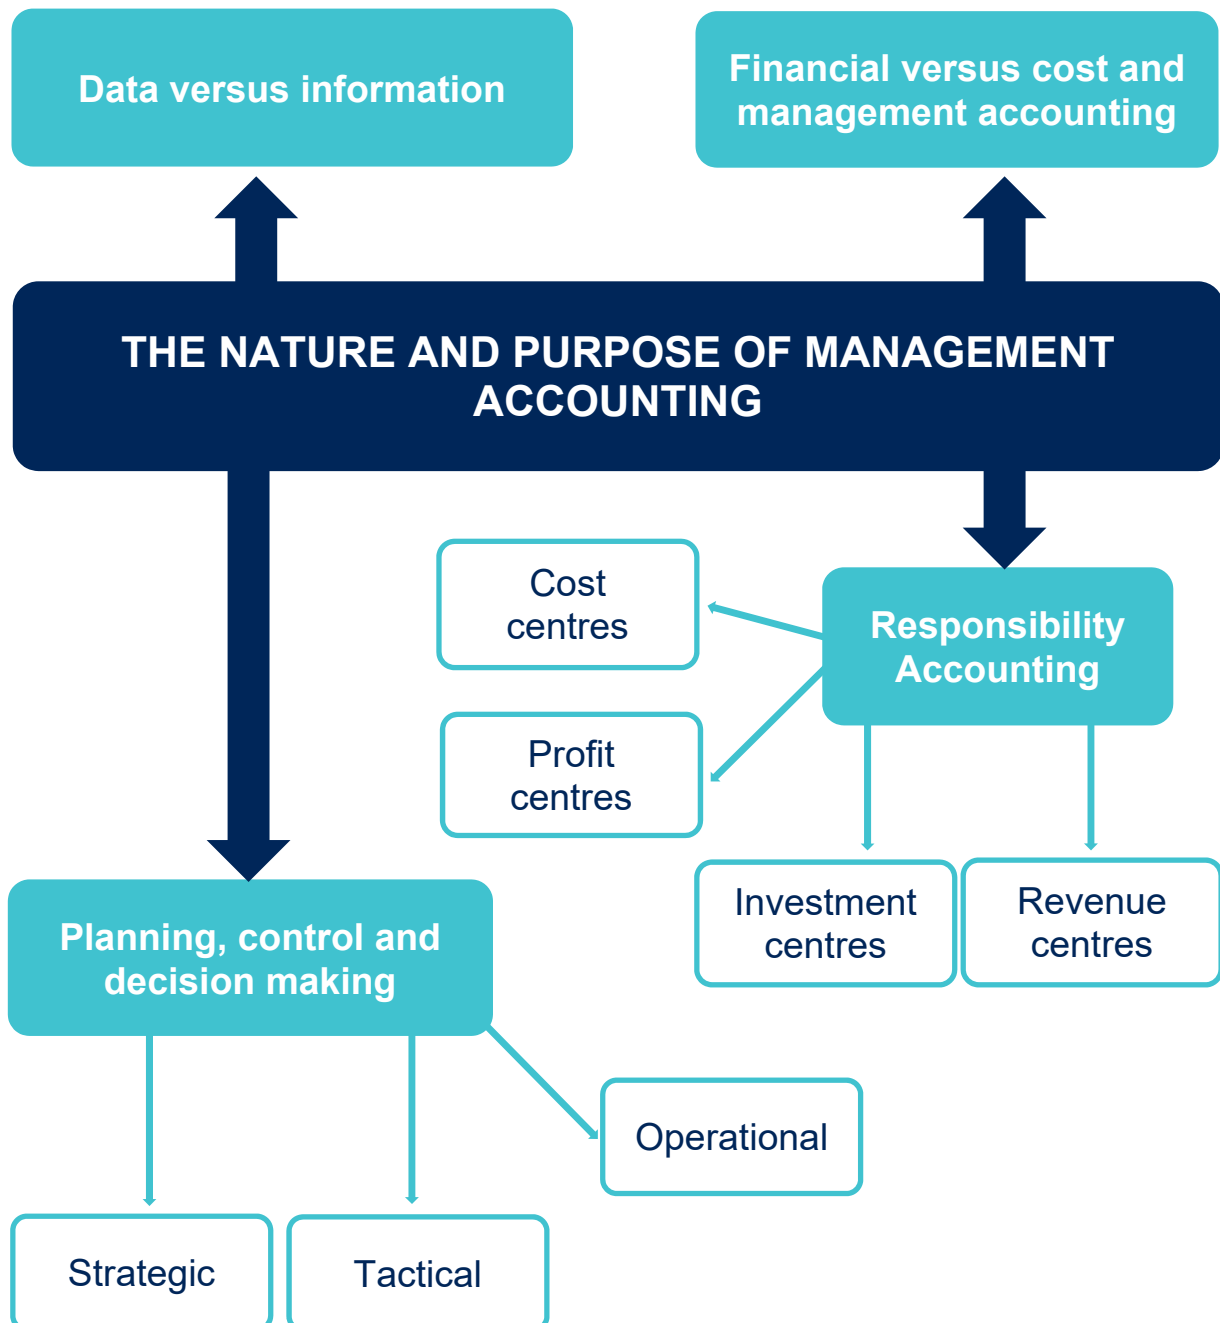 Data versus information
Financial versus cost and
management accounting
THE NATURE AND PURPOSE OF MANAGEMENT
ACCOUNTING
Cost
centres
Responsibility
Accounting
Profit
centres
Investment
centres
Revenue
centres
Planning, control and
decision making
Operational
Strategic
Tactical